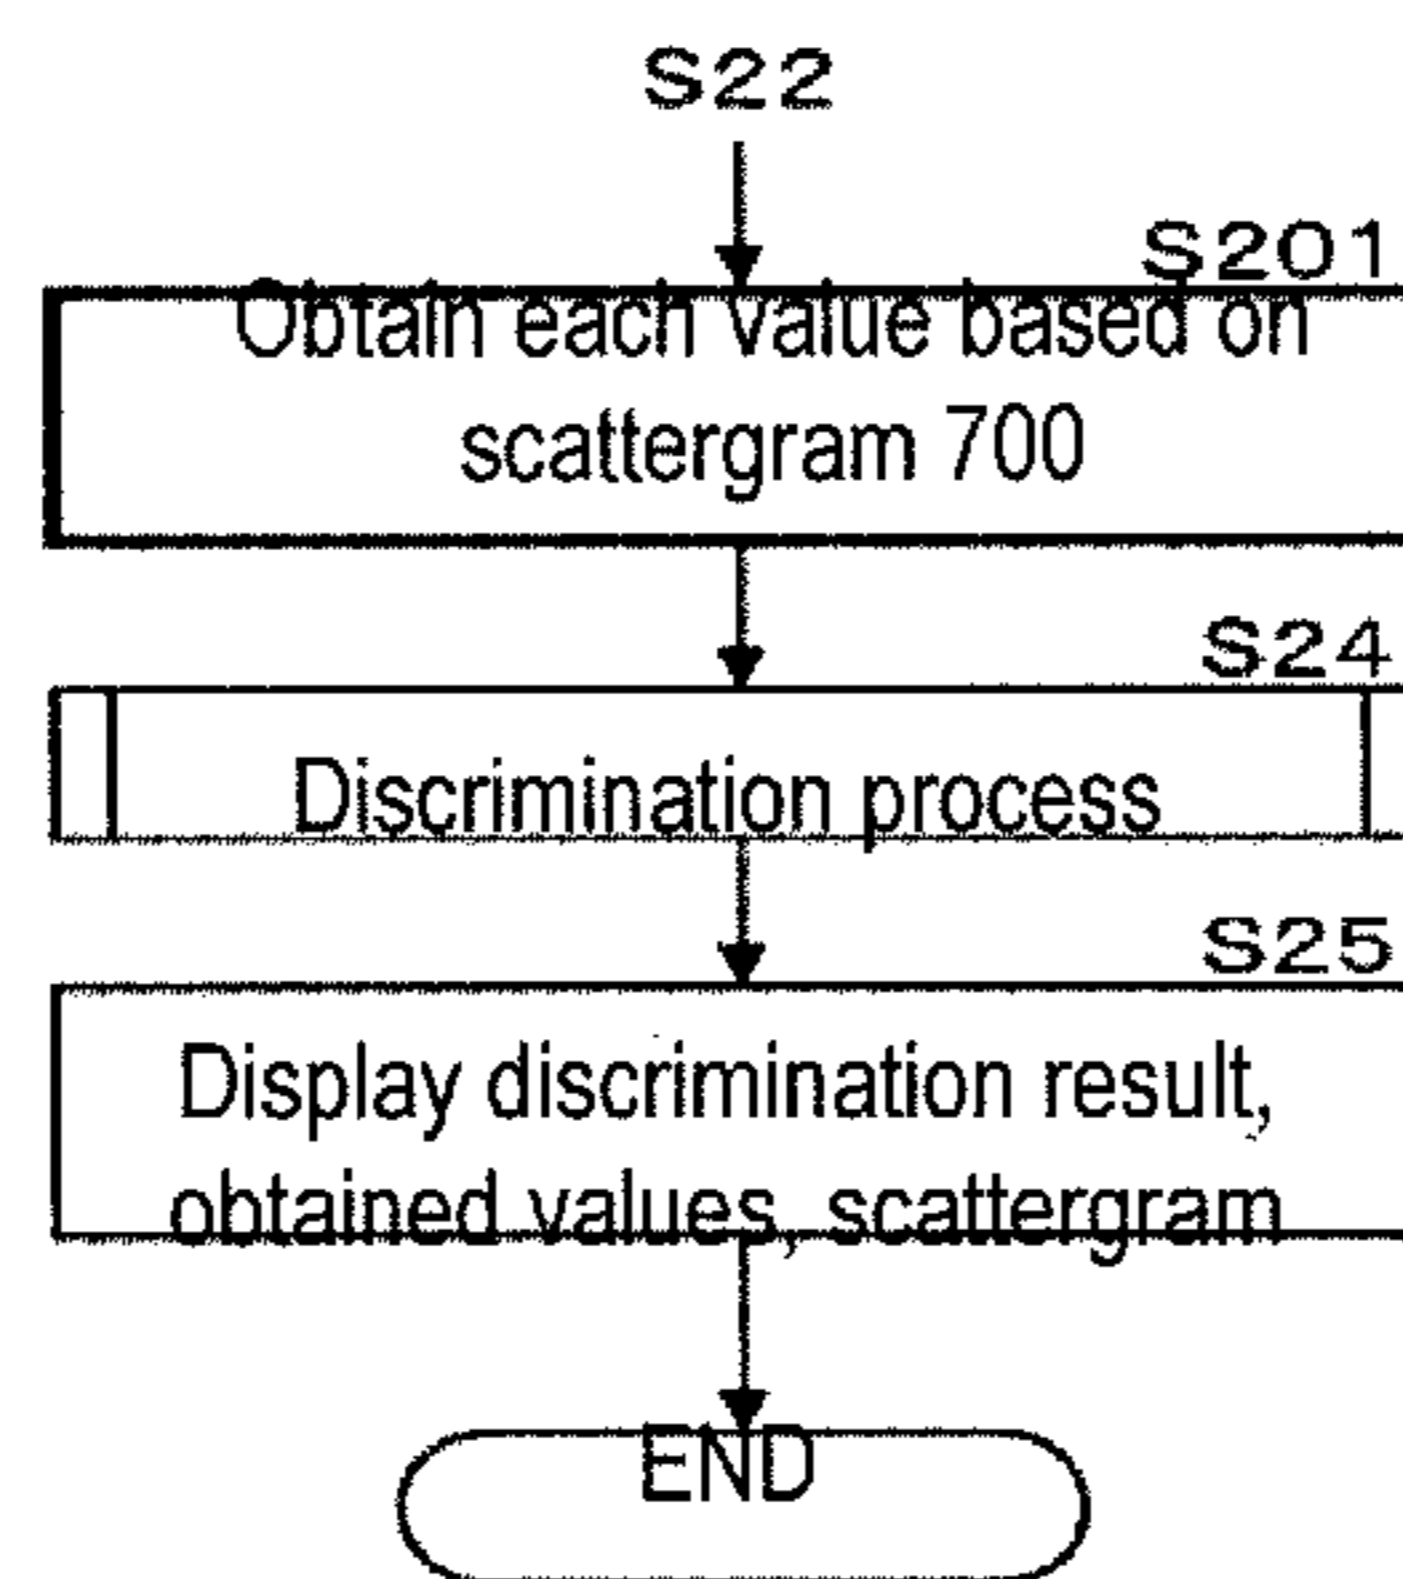 S22
S201
Obtain each value based on
scattergram 700
S24
Discrimination process
S25
Display discrimination result,
obtained values, scattergram
END